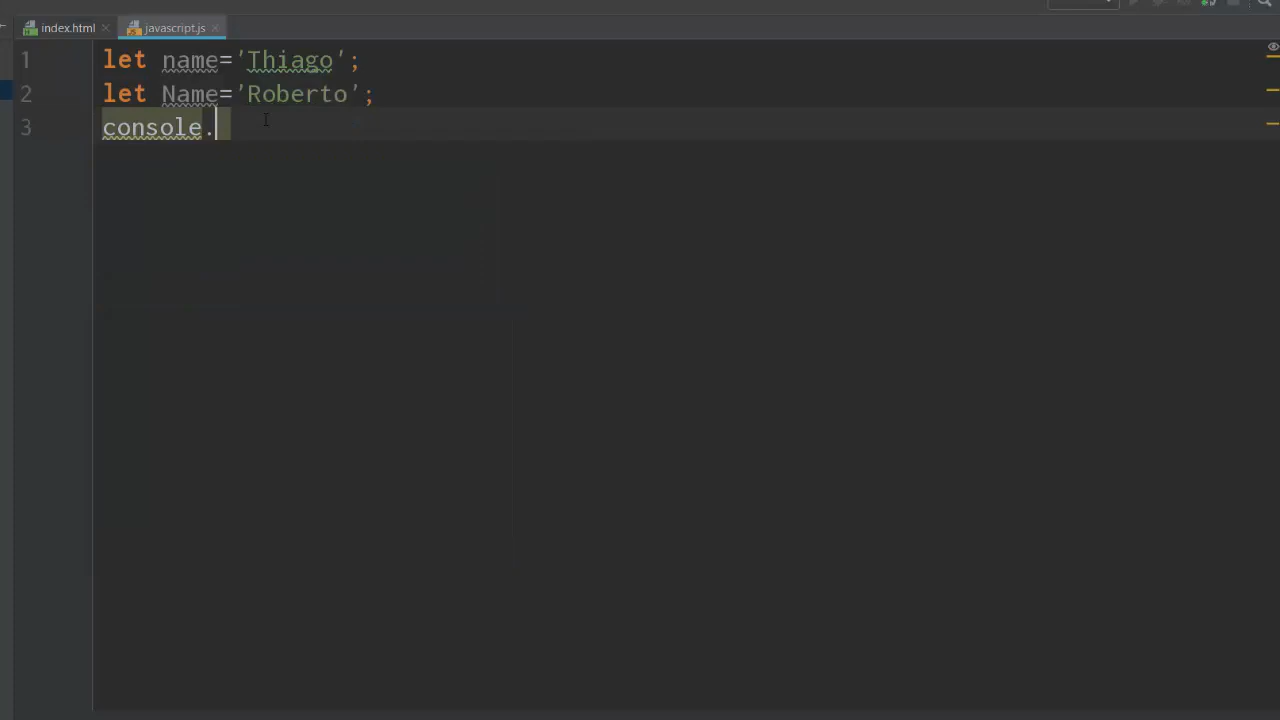 index.html javascript.js
1 let name='Thiago';
2 let Name='Roberto';
3 console.